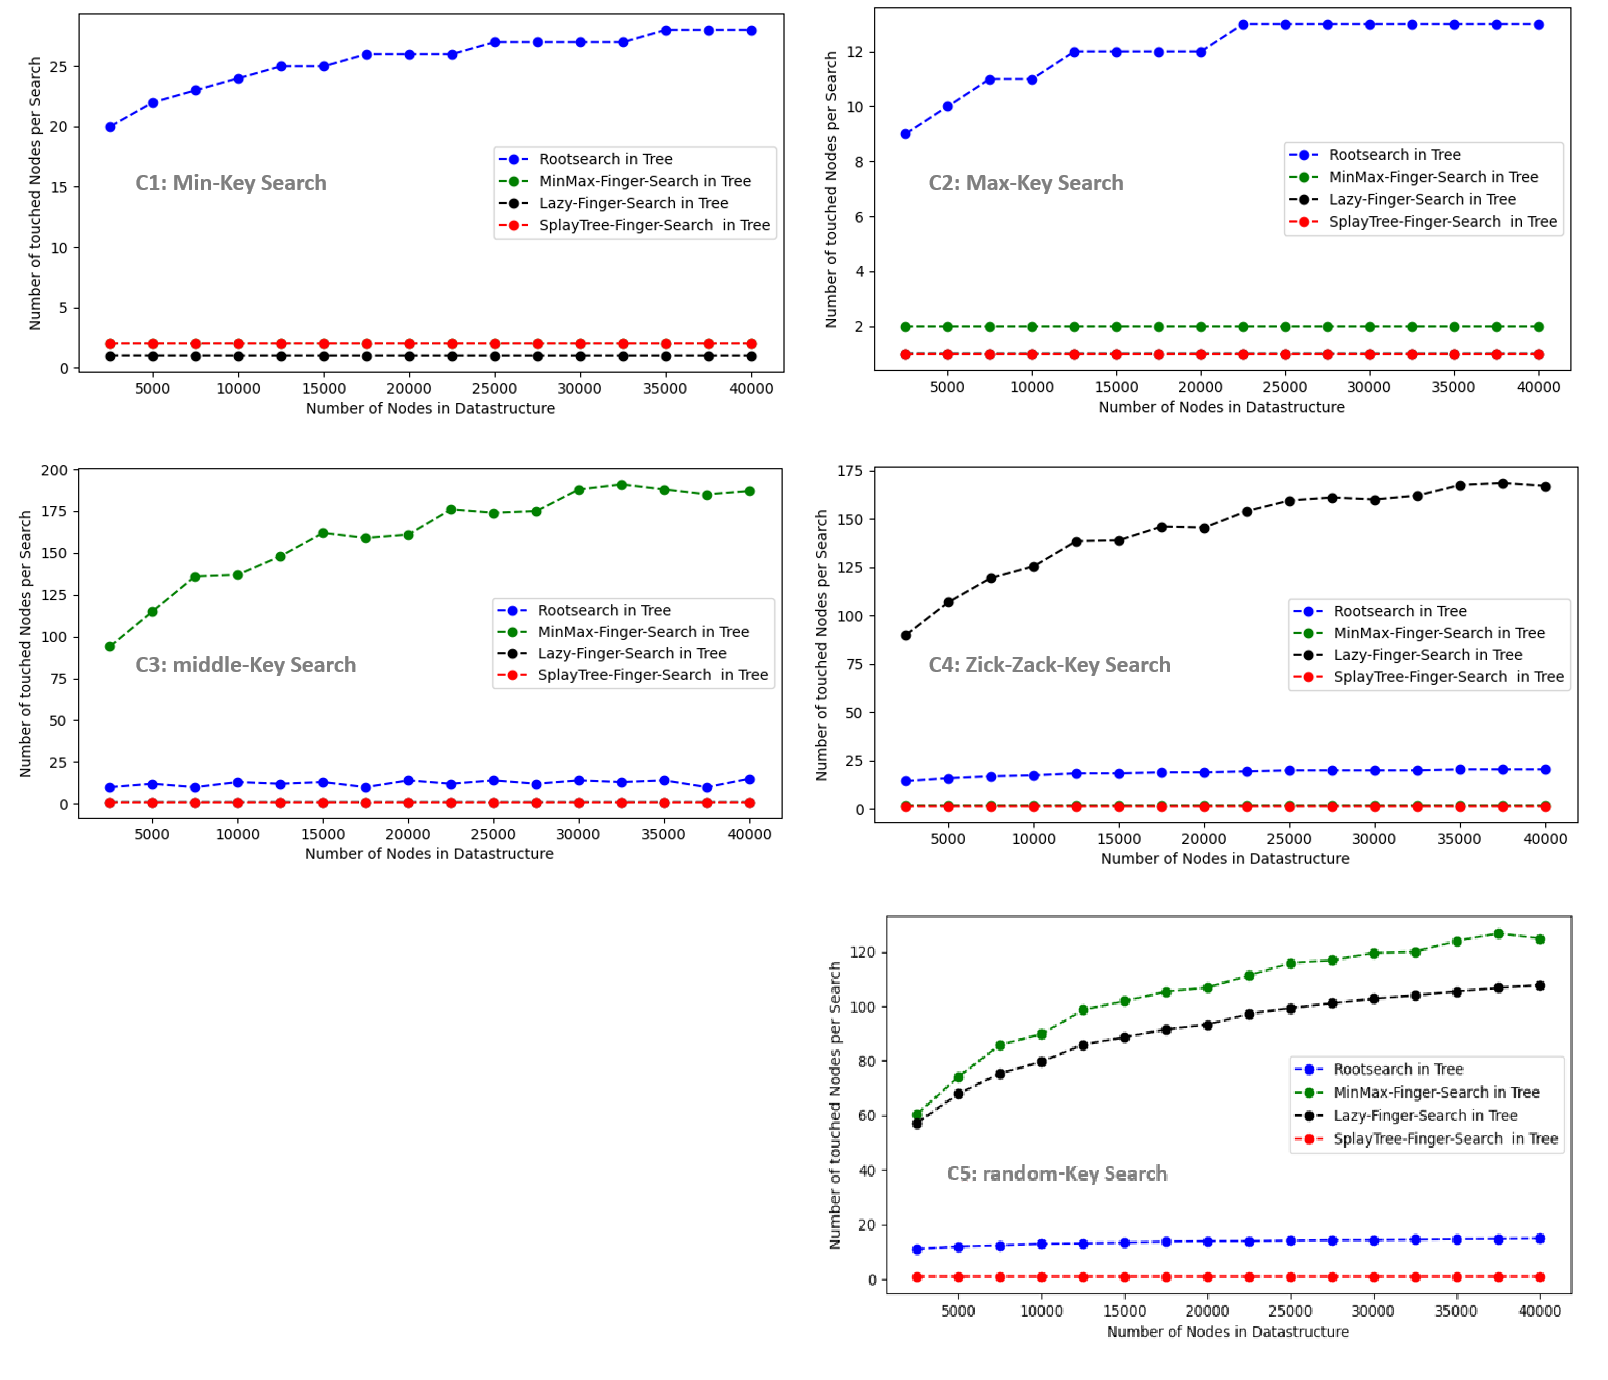 25
20
15
10
5
0
Number of touched Nodes per Search
C1: Min-Key Search
Rootsearch in Tree
MinMax-Finger-Search in Tree
Lazy-Finger-Search in Tree
SplayTree-Finger-Search in Tree
5000 10000 15000 20000 25000 30000 35000 40000
Number of Nodes in Datastructure
12
10
8
6
4
2
Number of touched Nodes per Search
C2: Max-Key Search
Rootsearch in Tree
MinMax-Finger-Search in Tree
Lazy-Finger-Search in Tree
SplayTree-Finger-Search in Tree
5000 10000 15000 20000 25000 30000 35000 40000
Number of Nodes in Datastructure
200
175
150
125
100
75
50
25
0
Number of touched Nodes per Search
C3: middle-Key Search
Rootsearch in Tree
MinMax-Finger-Search in Tree
Lazy-Finger-Search in Tree
SplayTree-Finger-Search in Tree
5000 10000 15000 20000 25000 30000 35000 40000
Number of Nodes in Datastructure
175
150
125
100
75
50
25
0
Number of touched Nodes per Search
C4: Zick-Zack-Key Search
Rootsearch in Tree
MinMax-Finger-Search in Tree
Lazy-Finger-Search in Tree
SplayTree-Finger-Search in Tree
5000 10000 15000 20000 25000 30000 35000 40000
Number of Nodes in Datastructure
120
100
80
60
40
20
0
Number of touched Nodes per Search
C5: random-Key Search
Rootsearch in Tree
MinMax-Finger-Search in Tree
Lazy-Finger-Search in Tree
SplayTree-Finger-Search in Tree
5000 10000 15000 20000 25000 30000 35000 40000
Number of Nodes in Datastructure